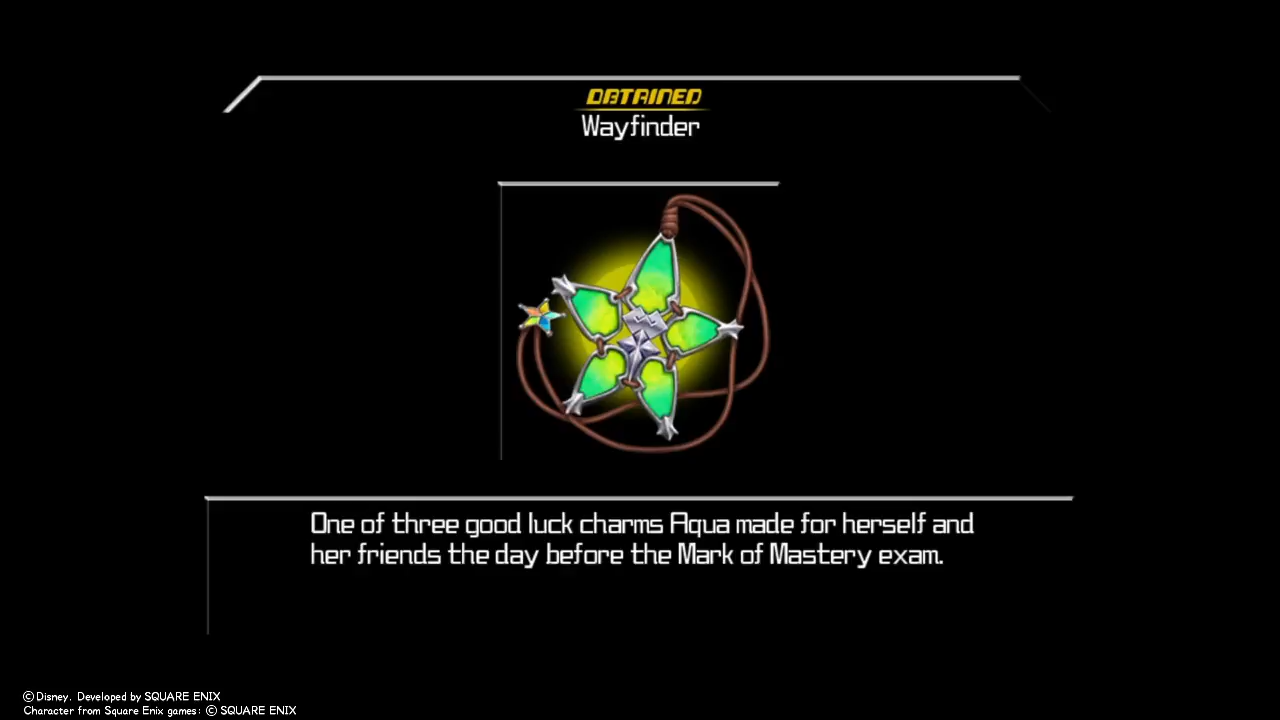 OBTAINED
Wayfinder
One of three good luck charms Aqua made for herself and
her friends the day before the Mark of Mastery exam.
©Disney. Developed by SQUARE ENIX
Character from Square Enix games: © SQUARE ENIX